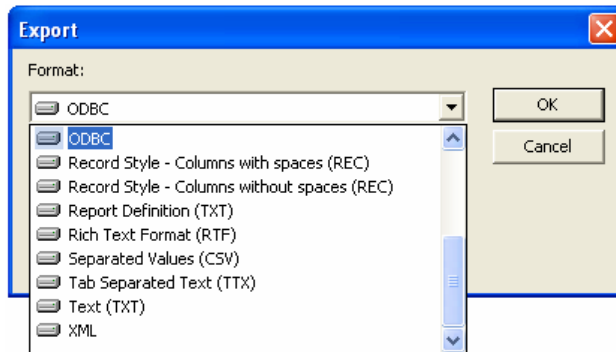 Export
Format:
ODBC
OK
Cancel
ODBC
Record Style - Columns with spaces (REC)
Record Style - Columns without spaces (REC)
Report Definition (TXT)
Rich Text Format (RTF)
Separated Values (CSV)
Tab Separated Text (TTX)
Text (TXT)
XML